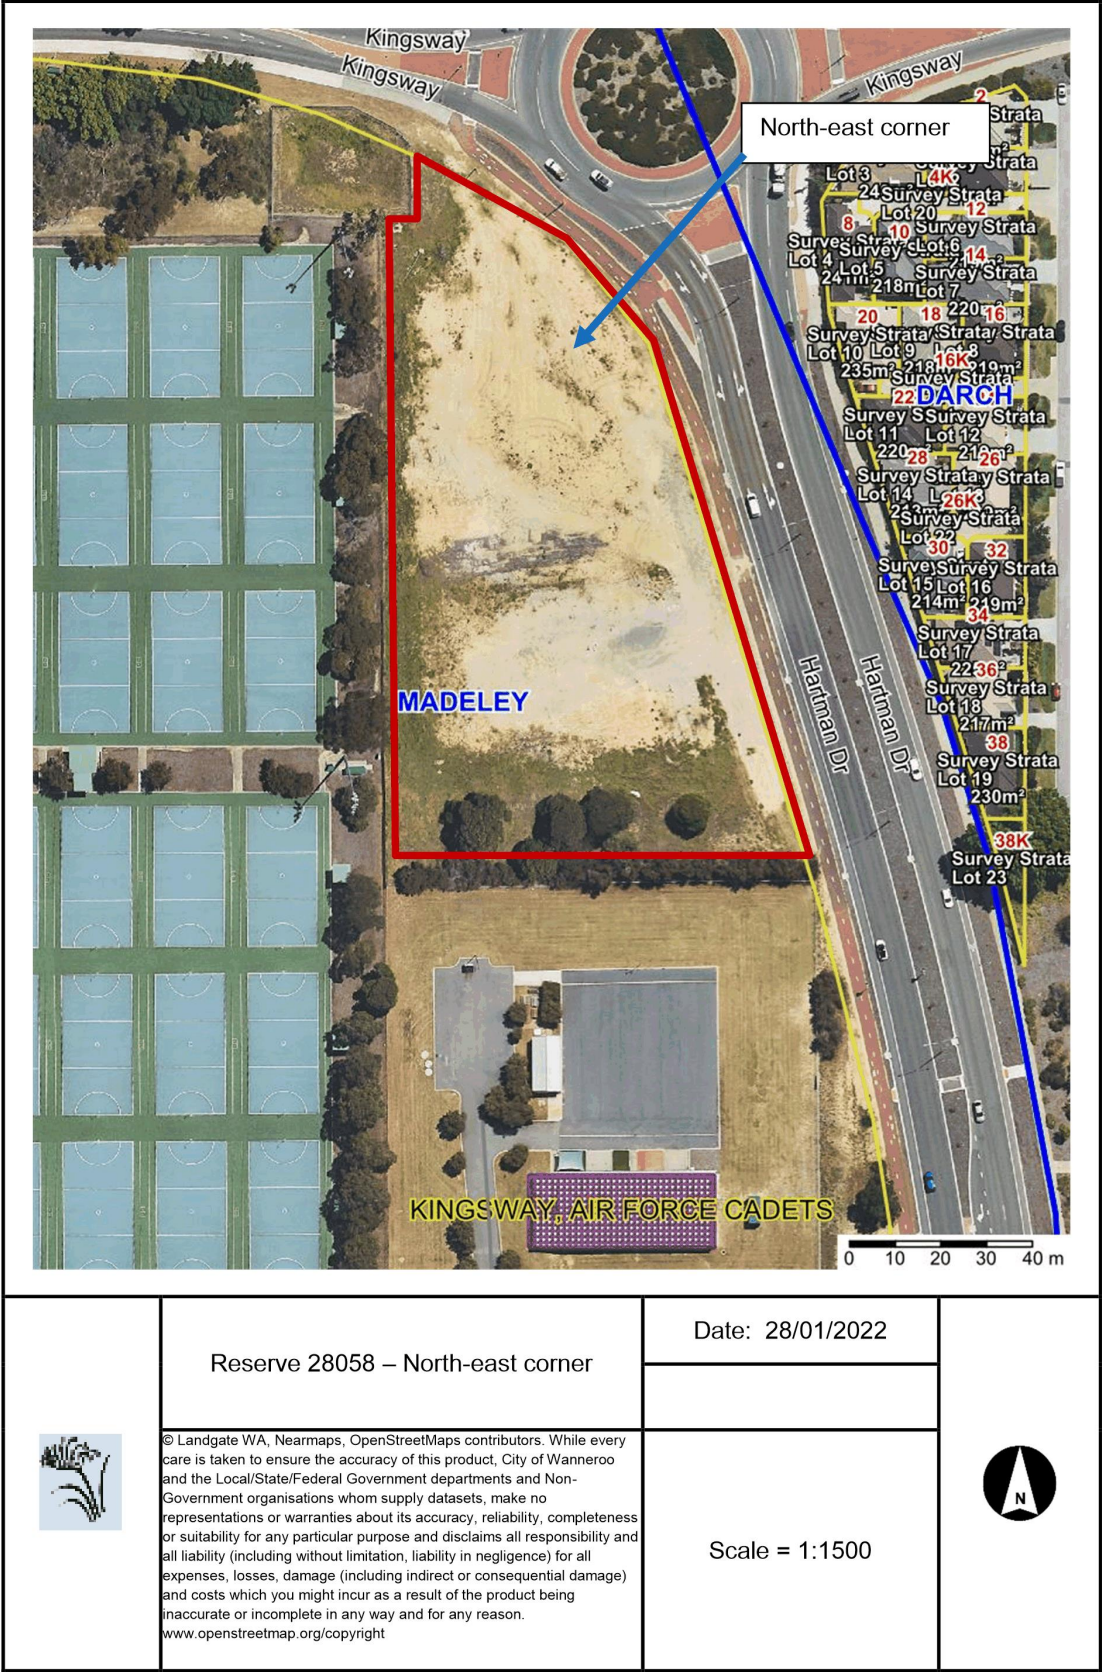 Kingsway
Kingsway
Kingsway
North-east corner
2
Strata
Survey Strata
Lot 3
4K
Survey Strata
Lot 20
12
8
10
Survey Strata
Lot 6
Survey Strata
Lot 4
Lot 5
14
Survey Strata
218m
Lot 7
220m²
20
18
16
Survey Strata
Strata
Lot 10
Lot 9
16K
235m²
219m²
Survey Strata
22
DARCH
Survey Strata
Lot 11
Lot 12
220m²
28
26
Survey Strata
Lot 14
26K
Survey Strata
Lot 22
30
32
Survey Strata
Lot 15
Lot 16
214m²
219m²
34
Survey Strata
Lot 17
36
Survey Strata
Lot 18
217m²
38
Survey Strata
Lot 19
230m²
38K
Survey Strata
Lot 23
MADELEY
Hartman Dr
Hartman Dr
KINGSWAY, AIR FORCE CADETS
0 10 20 30 40 m
Reserve 28058 – North-east corner
Date: 28/01/2022
© Landgate WA, Nearmaps, OpenStreetMaps contributors. While every
care is taken to ensure the accuracy of this product, City of Wanneroo
and the Local/State/Federal Government departments and Non-
Government organisations whom supply datasets, make no
representations or warranties about its accuracy, reliability, completeness
or suitability for any particular purpose and disclaims all responsibility and
all liability (including without limitation, liability in negligence) for all
expenses, losses, damage (including indirect or consequential damage)
and costs which you might incur as a result of the product being
inaccurate or incomplete in any way and for any reason.
www.openstreetmap.org/copyright
Scale = 1:1500
N